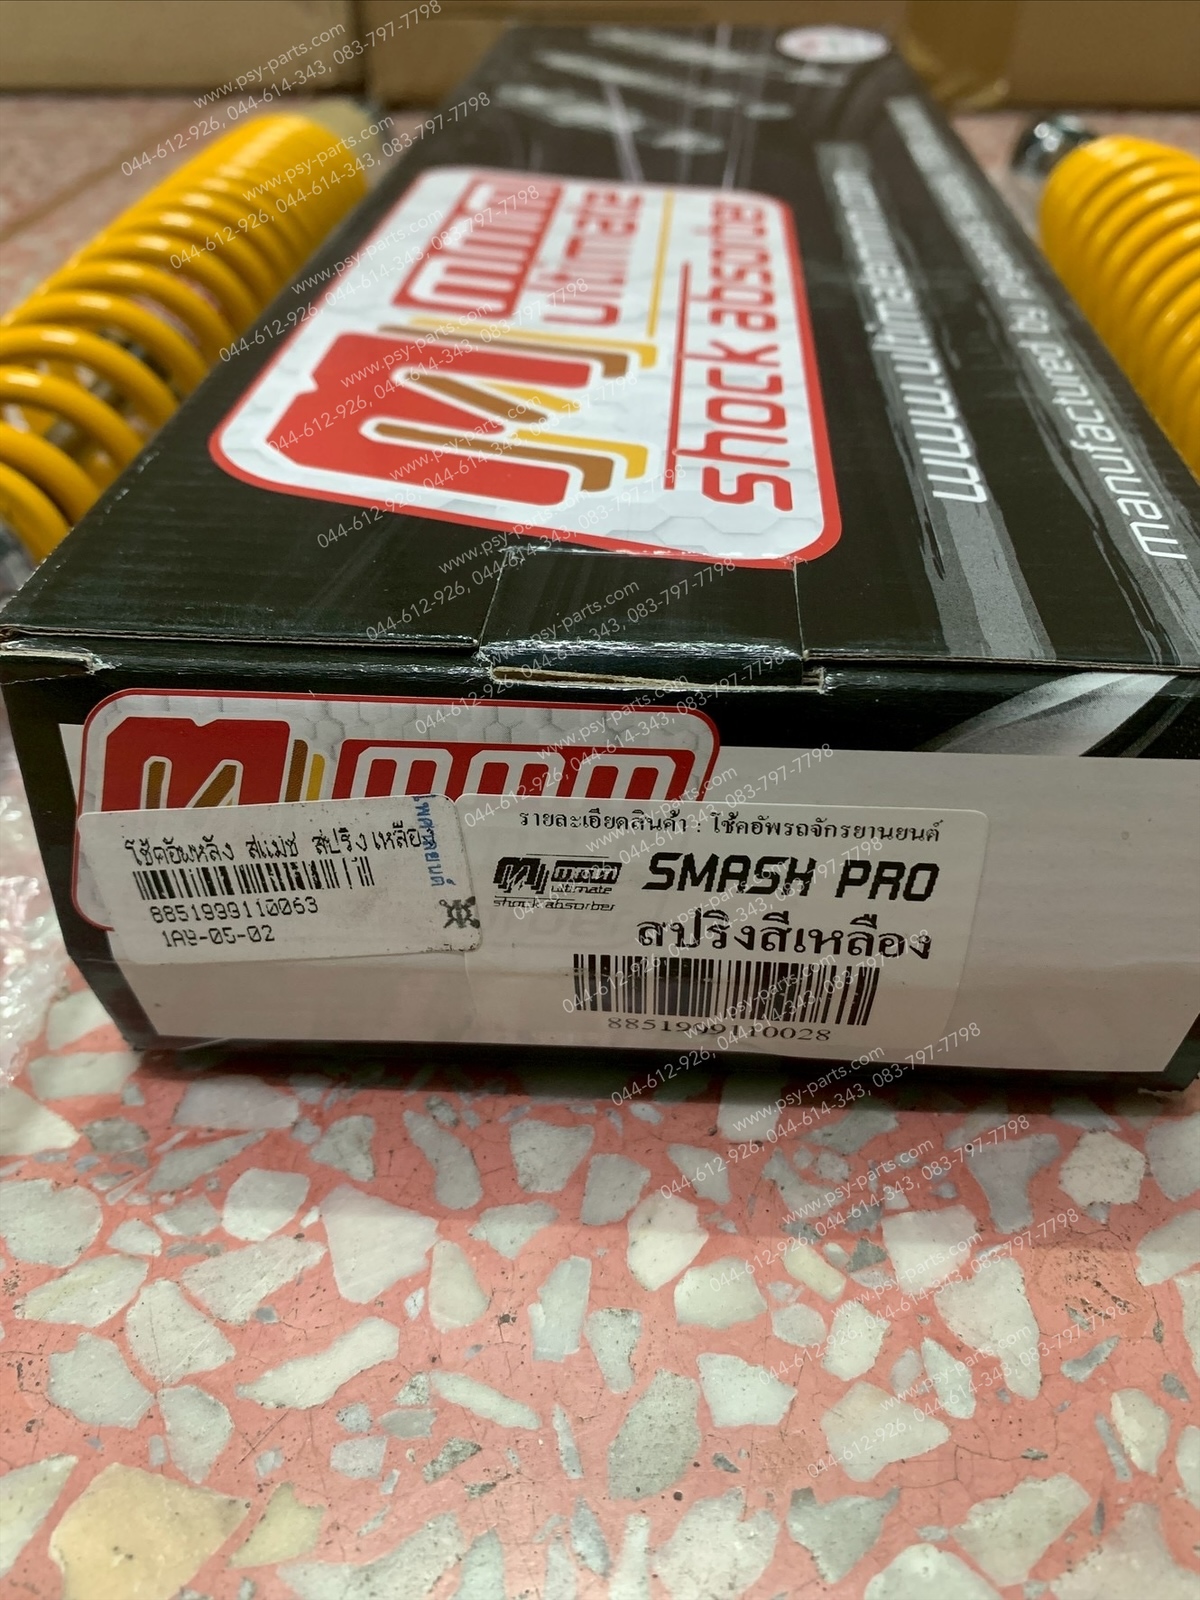 mmm
ultimate
shock absorber
www.ultimatemmm.com
manufactured by
mmm
โช้คอัพหลัง สแมช สปริงเหลือง
8851999110063
1AY-05-02
รายละเอียดสินค้า : โช้คอัพรถจักรยานยนต์
mmm
ultimate
shock absorber
SMASH PRO
สปริงสีเหลือง
8851999110028
www.psy-parts.com
044-612-926, 044-614-343, 083-797-7798